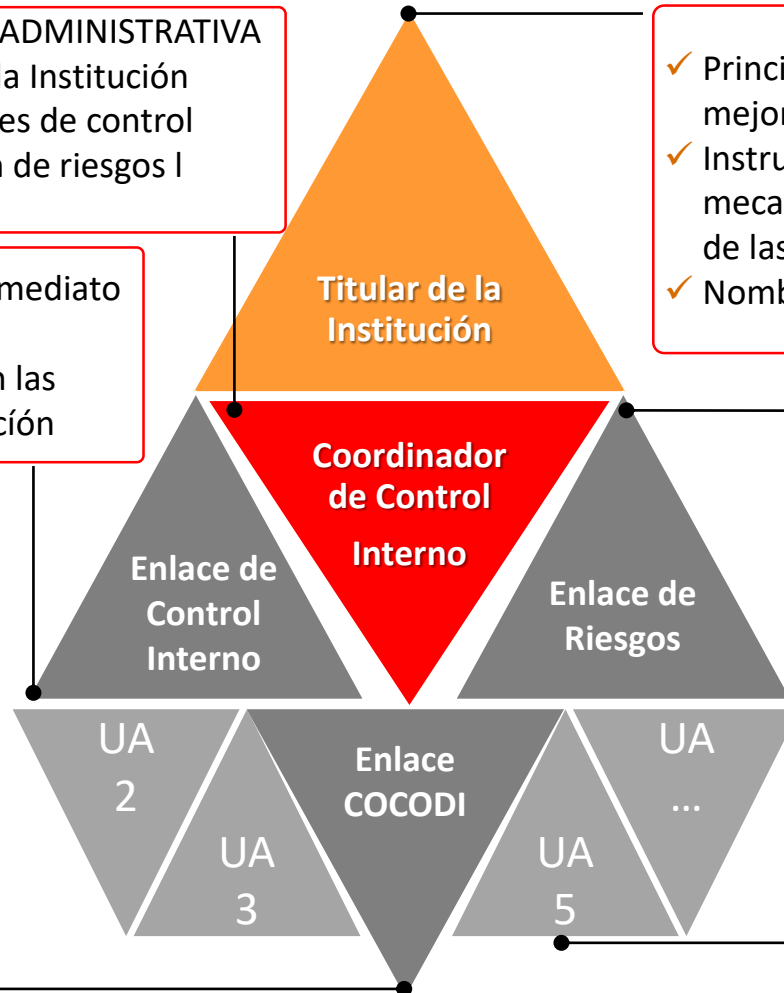 ADMINISTRATIVA
la Institución
es de control
n de riesgos l
mediato
n las
cíón
✓ Princi
mejor
✓ Instru
meca
de las
✓ Nomb
Titular de la
Institución
Coordinador
de Control
Interno
Enlace de
Control
Interno
Enlace de
Riesgos
UA
2
UA
3
Enlace
COCODI
UA
5
UA
...